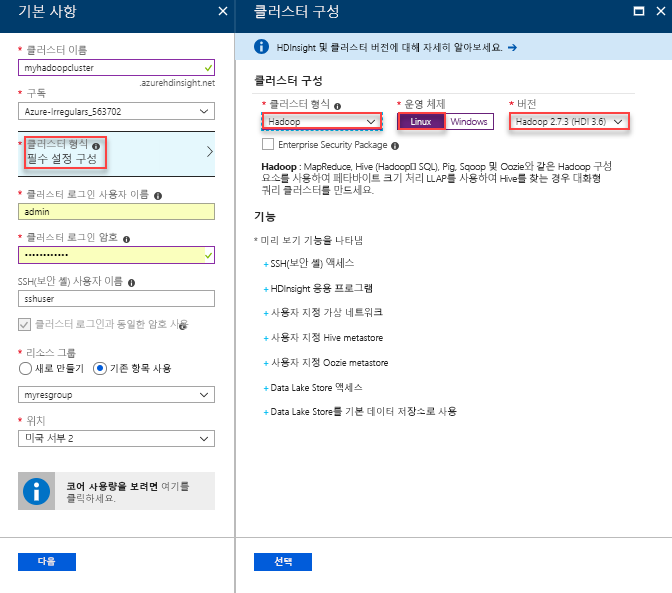 기본 사항
* 클러스터 이름
myhadoopcluster
.azurehdinsight.net
* 구독
Azure-Irregulars_563702
* 클러스터 형식
필수 설정 구성
* 클러스터 로그인 사용자 이름
admin
* 클러스터 로그인 암호
••••••••••••
SSH(보안 셸) 사용자 이름
sshuser
클러스터 로그인과 동일한 암호 사용
* 리소스 그룹
새로 만들기 기존 항목 사용
myresgroup
* 위치
미국 서부 2
코어 사용량을 보려면 여기를
클릭하세요.
다음
클러스터 구성
HDInsight 및 클러스터 버전에 대해 자세히 알아보세요. →
클러스터 구성
* 클러스터 형식 * 운영 체제 * 버전
Hadoop Linux Windows Hadoop 2.7.3 (HDI 3.6)
Enterprise Security Package
Hadoop : MapReduce, Hive (Hadoop[] SQL), Pig, Sqoop 및 Oozie와 같은 Hadoop 구성
요소를 사용하여 페타바이트 크기 처리 LLAP를 사용하여 Hive를 찾는 경우 대화형
쿼리 클러스터를 만드세요.
기능
* 미리 보기 기능을 나타냄
+ SSH(보안 셸) 액세스
+ HDInsight 응용 프로그램
+ 사용자 지정 가상 네트워크
+ 사용자 지정 Hive metastore
+ 사용자 지정 Oozie metastore
+ Data Lake Store 액세스
+ Data Lake Store를 기본 데이터 저장소로 사용
선택